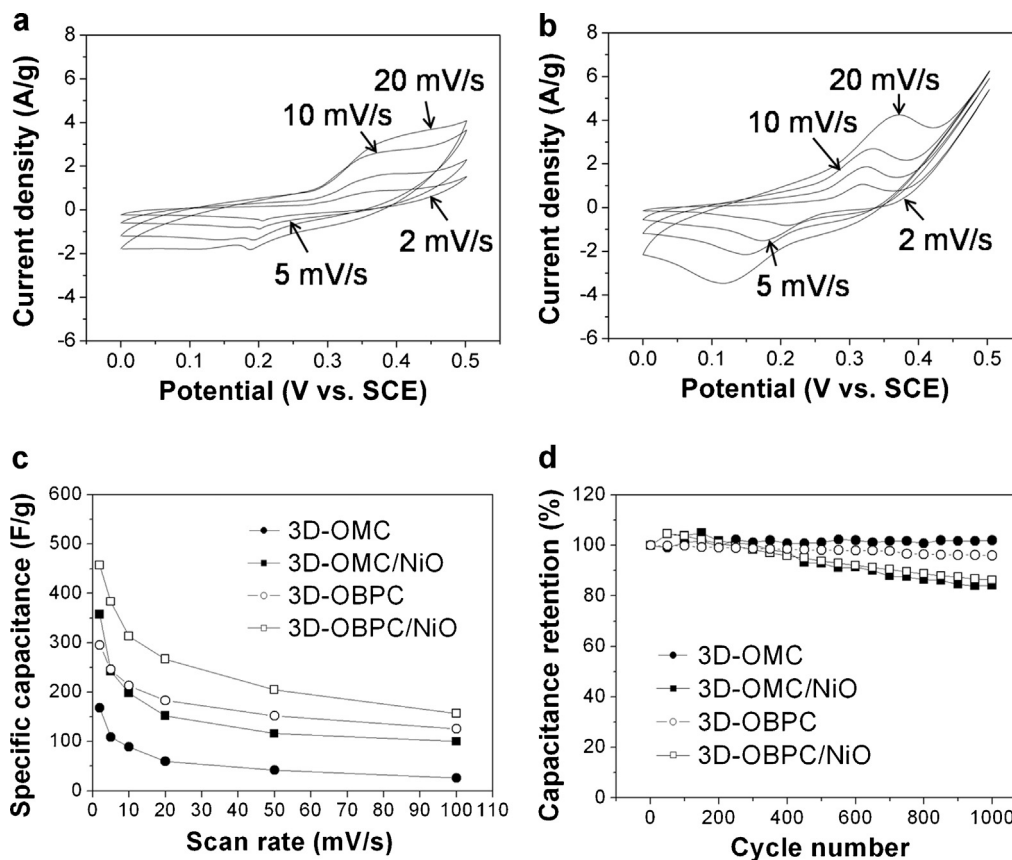 a
Current density (A/g)
8
6
4
2
0
-2
-4
-6
20 mV/s
10 mV/s
5 mV/s
2 mV/s
0.0 0.1 0.2 0.3 0.4 0.5
Potential (V vs. SCE)
b
Current density (A/g)
8
6
4
2
0
-2
-4
-6
20 mV/s
10 mV/s
5 mV/s
2 mV/s
0.0 0.1 0.2 0.3 0.4 0.5
Potential (V vs. SCE)
c
Specific capacitance (F/g)
600
500
400
300
200
100
0
3D-OMC
3D-OMC/NiO
3D-OBPC
3D-OBPC/NiO
0 10 20 30 40 50 60 70 80 90 100 110
Scan rate (mV/s)
d
Capacitance retention (%)
120
100
80
60
40
20
0
3D-OMC
3D-OMC/NiO
3D-OBPC
3D-OBPC/NiO
0 200 400 600 800 1000
Cycle number